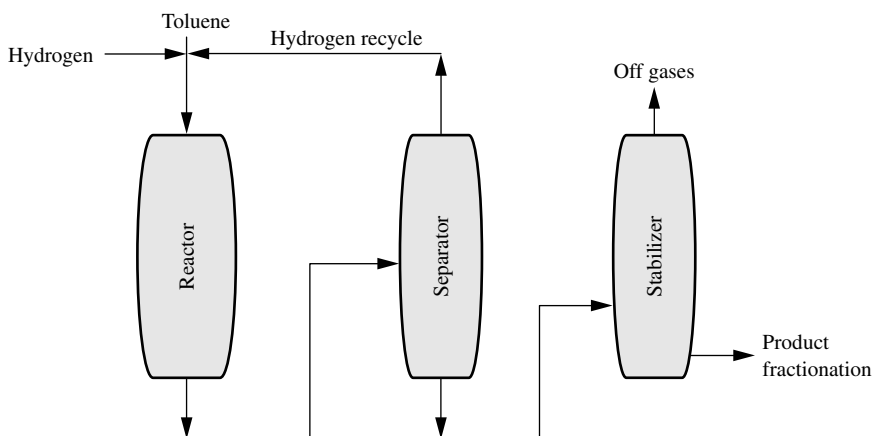 Toluene
Hydrogen recycle
Hydrogen
Off gases
Reactor
Separator
Stabilizer
Product
fractionation